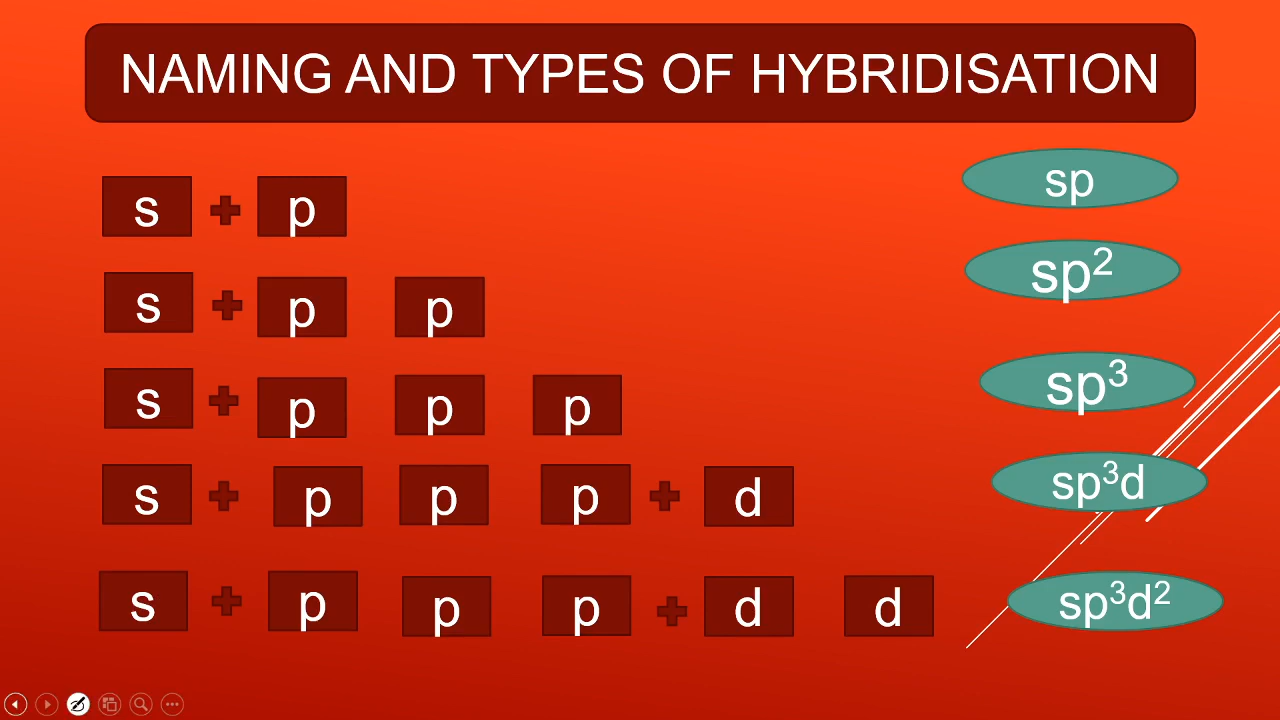 NAMING AND TYPES OF HYBRIDISATION
s + p sp
s + p p sp²
s + p p p sp³
s + p p p + d sp³d
s + p p p + d d sp³d²